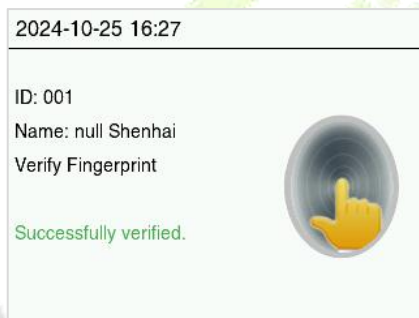 2024-10-25 16:27
ID: 001
Name: null Shenhai
Verify Fingerprint
Successfully verified.